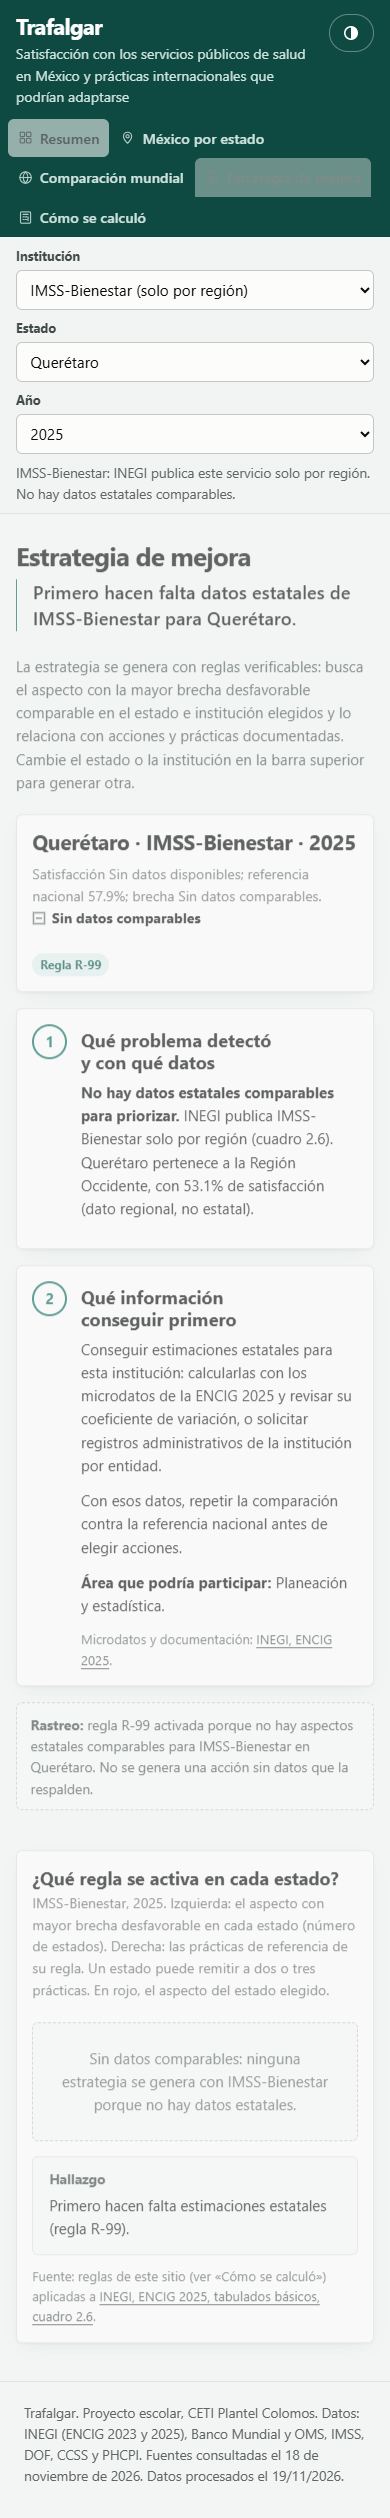 Trafalgar
Satisfacción con los servicios públicos de salud
en México y prácticas internacionales que
podrían adaptarse
Resumen
México por estado
Comparación mundial
Cómo se calculó
Institución
IMSS-Bienestar (solo por región)
Estado
Querétaro
Año
2025
IMSS-Bienestar: INEGI publica este servicio solo por región.
No hay datos estatales comparables.
Estrategia de mejora
Primero hacen falta datos estatales de
IMSS-Bienestar para Querétaro.
La estrategia se genera con reglas verificables: busca
el aspecto con la mayor brecha desfavorable
comparable en el estado e institución elegidos y lo
relaciona con acciones y prácticas documentadas.
Cambie el estado o la institución en la barra superior
para generar otra.
Querétaro · IMSS-Bienestar · 2025
Satisfacción Sin datos disponibles; referencia
nacional 57.9%; brecha Sin datos comparables.
Sin datos comparables
Regla R-99
1
Qué problema detectó
y con qué datos
No hay datos estatales comparables
para priorizar. INEGI publica IMSS-
Bienestar solo por región (cuadro 2.6).
Querétaro pertenece a la Región
Occidente, con 53.1% de satisfacción
(dato regional, no estatal).
2
Qué información
conseguir primero
Conseguir estimaciones estatales para
esta institución: calcularlas con los
microdatos de la ENCIG 2025 y revisar su
coeficiente de variación, o solicitar
registros administrativos de la institución
por entidad.
Con esos datos, repetir la comparación
contra la referencia nacional antes de
elegir acciones.
Área que podría participar: Planeación
y estadística.
Microdatos y documentación: INEGI, ENCIG
2025.
Rastreo: regla R-99 activada porque no hay aspectos
estatales comparables para IMSS-Bienestar en
Querétaro. No se genera una acción sin datos que la
respalden.
¿Qué regla se activa en cada estado?
IMSS-Bienestar, 2025. Izquierda: el aspecto con
mayor brecha desfavorable en cada estado (número
de estados). Derecha: las prácticas de referencia de
su regla. Un estado puede remitir a dos o tres
prácticas. En rojo, el aspecto del estado elegido.
Sin datos comparables: ninguna
estrategia se genera con IMSS-Bienestar
porque no hay datos estatales.
Hallazgo
Primero hacen falta estimaciones estatales
(regla R-99).
Fuente: reglas de este sitio (ver «Cómo se calculó»)
aplicadas a INEGI, ENCIG 2025, tabulados básicos,
cuadro 2.6.
Trafalgar. Proyecto escolar, CETI Plantel Colomos. Datos:
INEGI (ENCIG 2023 y 2025), Banco Mundial y OMS, IMSS,
DOF, CCSS y PHCPI. Fuentes consultadas el 18 de
noviembre de 2026. Datos procesados el 19/11/2026.